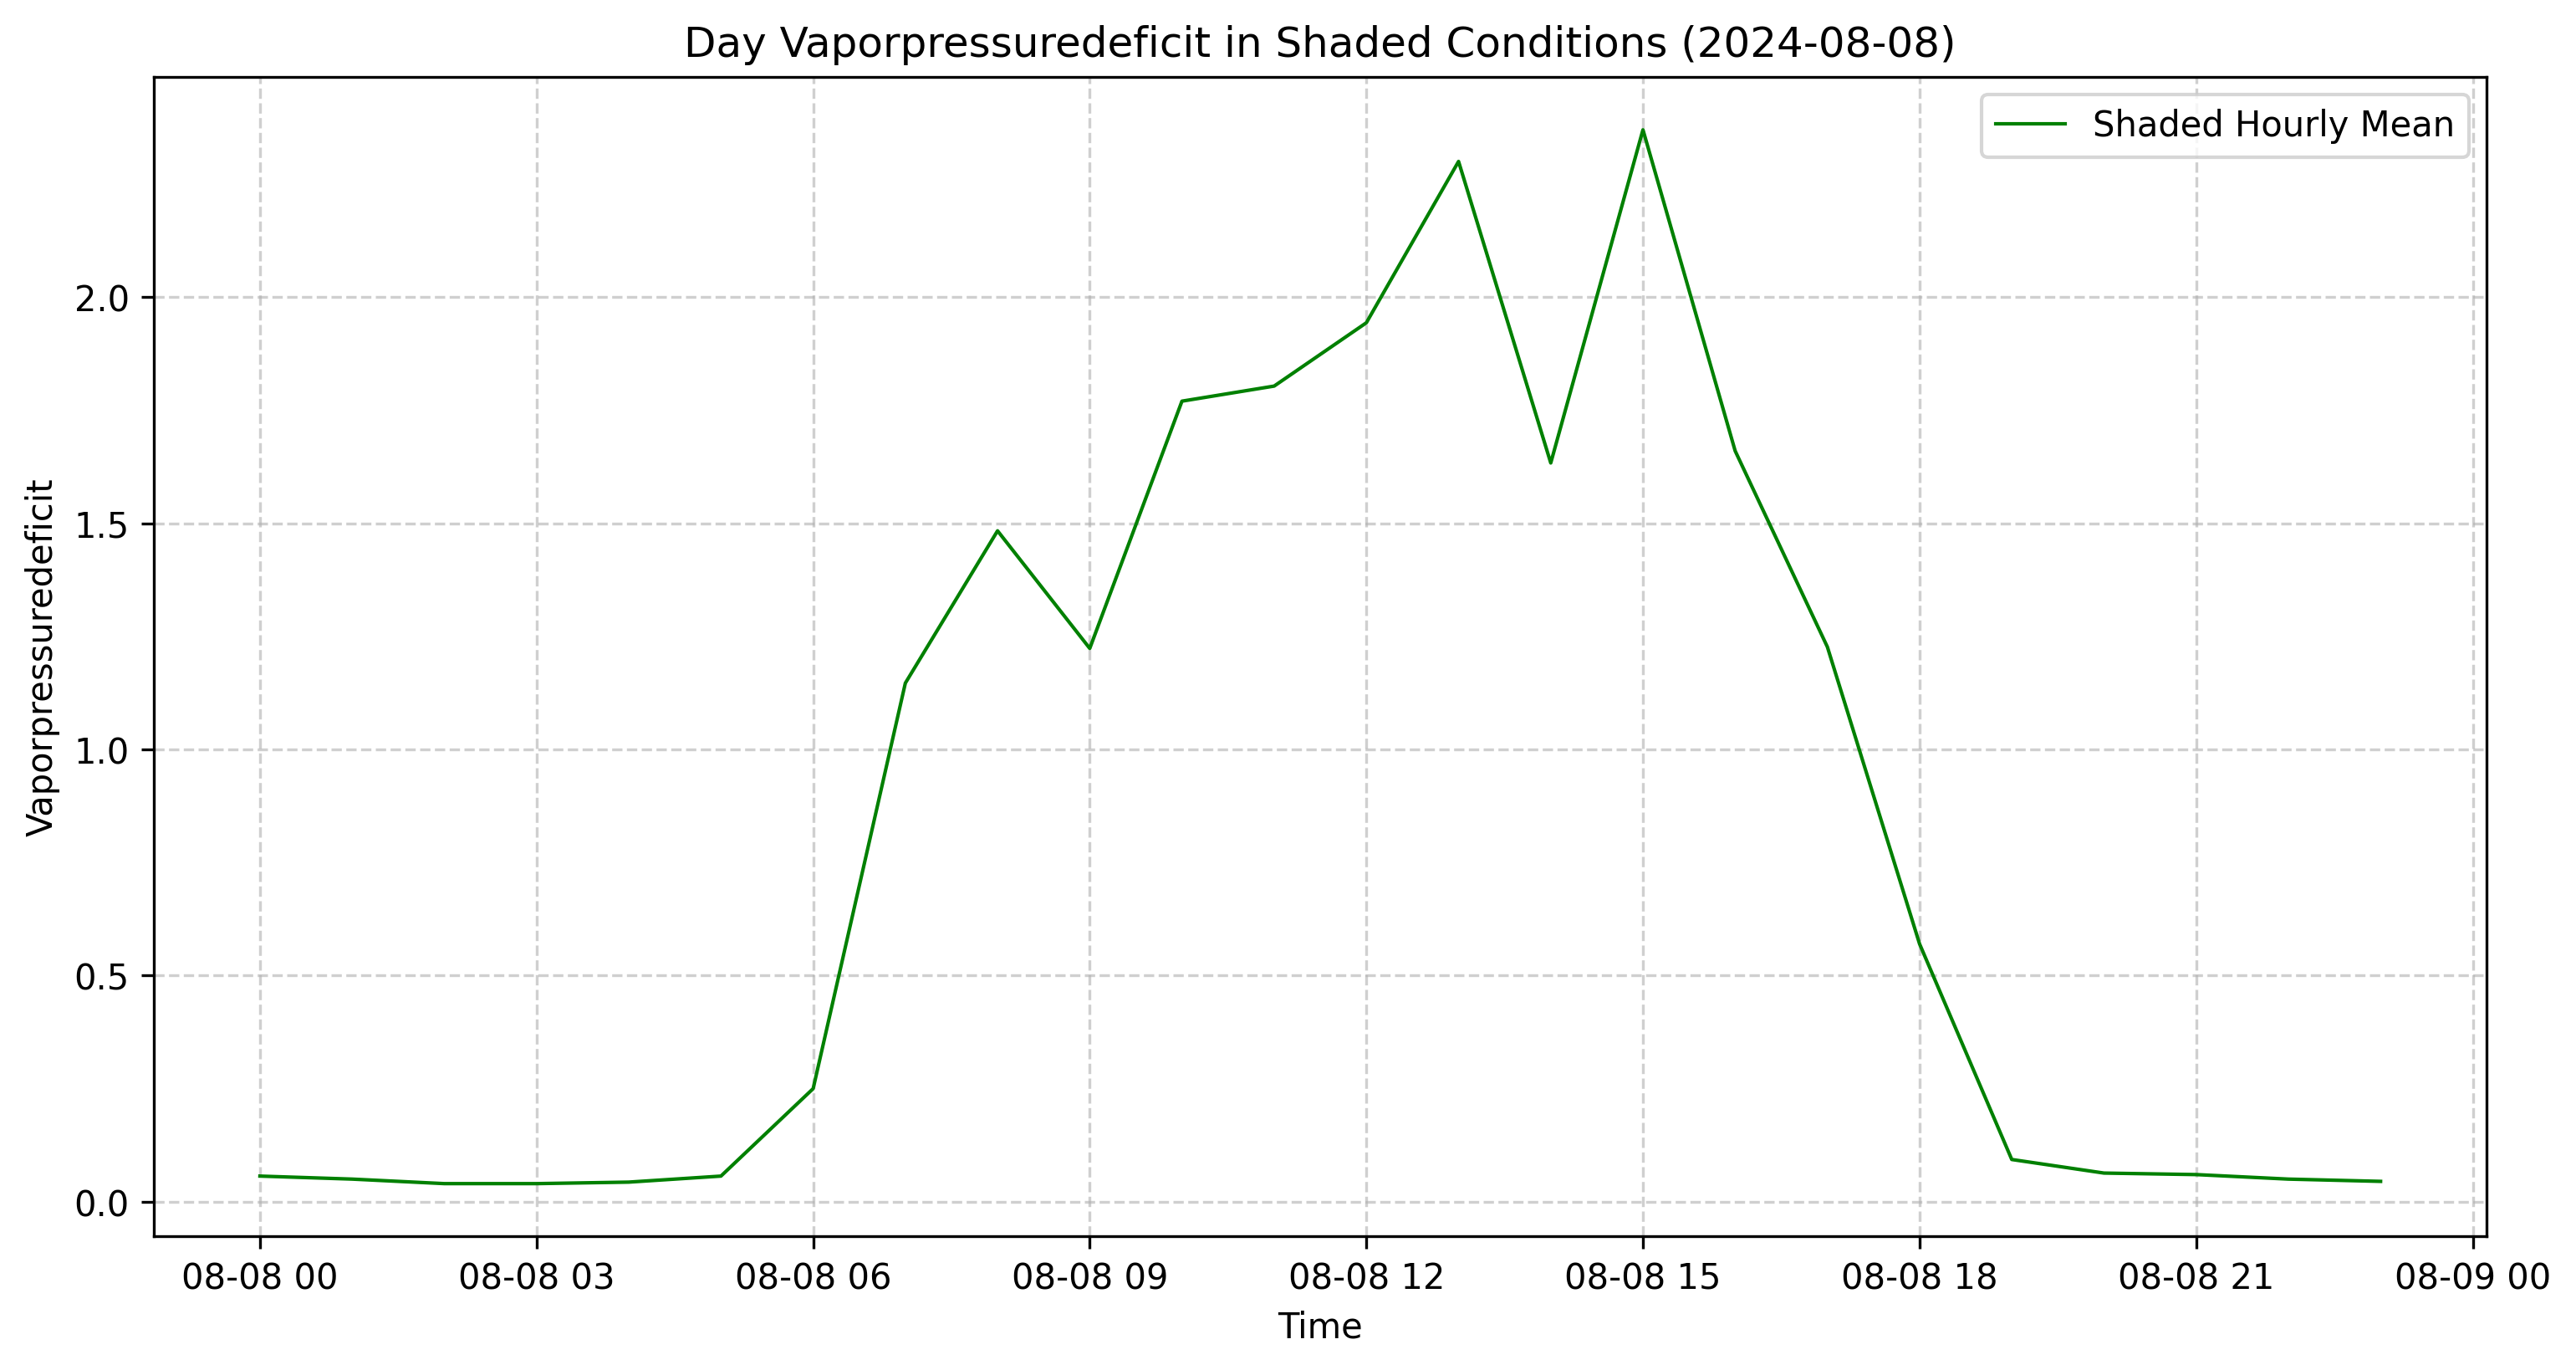 Day Vaporpressuredeficit in Shaded Conditions (2024-08-08)
Shaded Hourly Mean
2.0
1.5
1.0
0.5
0.0
Vaporpressuredeficit
08-08 00 08-08 03 08-08 06 08-08 09 08-08 12 08-08 15 08-08 18 08-08 21 08-09 00
Time